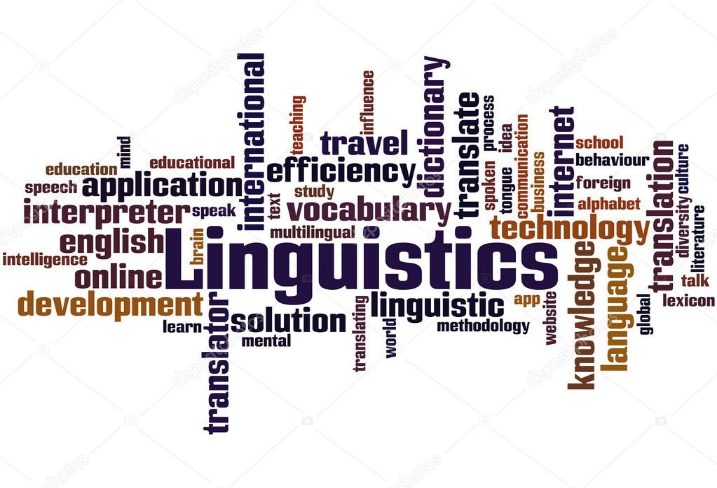 international
dictionary
influence
teaching
translate
process
idea
communication
internet
travel
mind
school
behaviour
culture
educational
education
efficiency
spoken
tongue
business
translation
speech
application
foreign
study
text
interpreter
speak
vocabulary
alphabet
diversity
literature
technology
multilingual
english
brain
Linguistics
intelligence
online
knowledge
language
talk
development
translator
linguistic
app
website
global
lexicon
learn
solution
translating
world
methodology
mental